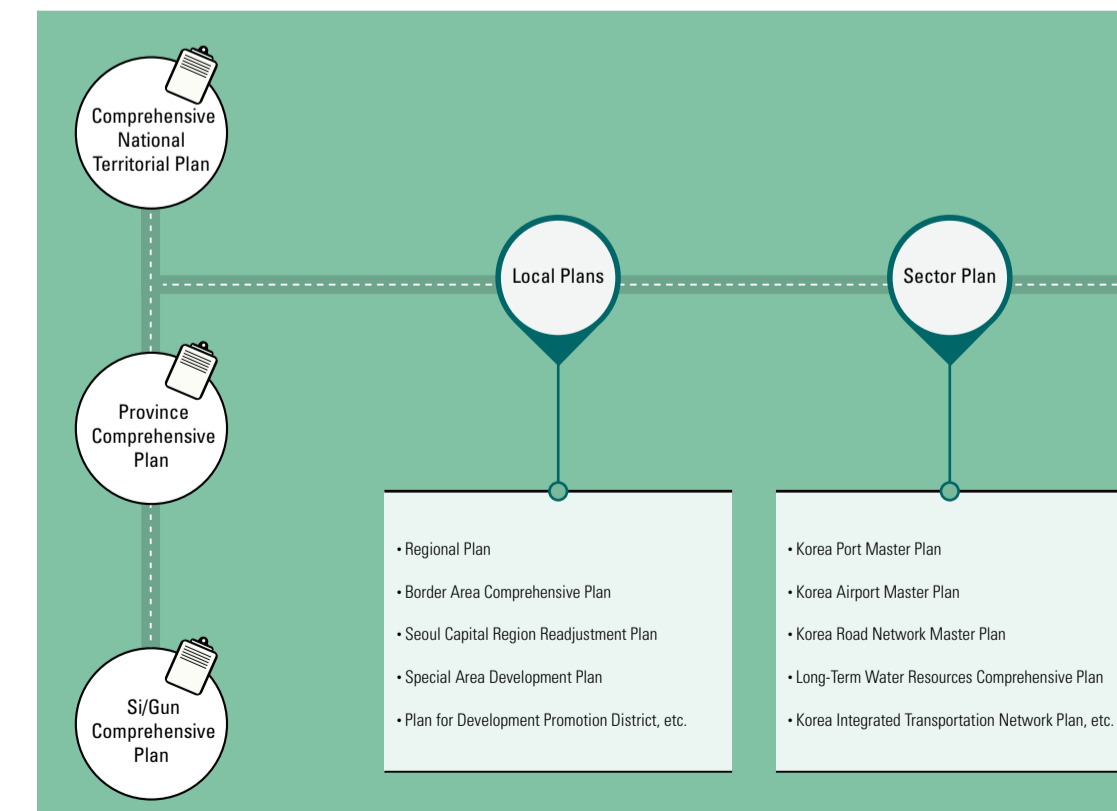 Comprehensive
National
Territorial Plan
Local Plans
Sector Plan
Province
Comprehensive
Plan
Si/Gun
Comprehensive
Plan
• Regional Plan
• Border Area Comprehensive Plan
• Seoul Capital Region Readjustment Plan
• Special Area Development Plan
• Plan for Development Promotion District, etc.
• Korea Port Master Plan
• Korea Airport Master Plan
• Korea Road Network Master Plan
• Long-Term Water Resources Comprehensive Plan
• Korea Integrated Transportation Network Plan, etc.